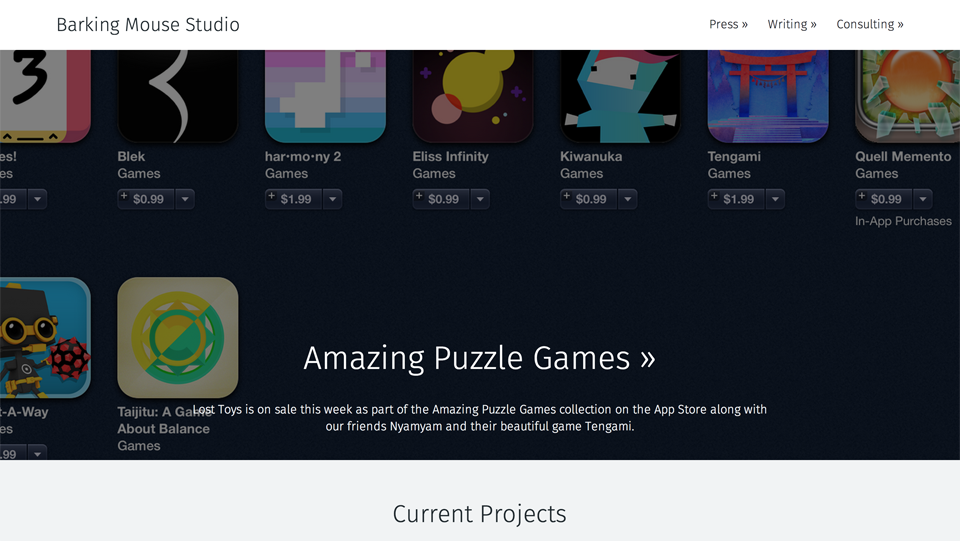 Barking Mouse Studio
Press »
Writing »
Consulting »
3
es!
Blek
har·mo·ny 2
Eliss Infinity
Kiwanuka
Tengami
Quell Memento
es
Games
Games
Games
Games
Games
Games
.99
+ $0.99
+ $1.99
+ $0.99
+ $0.99
+ $1.99
+ $0.99
In-App Purchases
Amazing Puzzle Games »
t-A-Way
es
.99
Taijitu: A Game
About Balance
Games
Lost Toys is on sale this week as part of the Amazing Puzzle Games collection on the App Store along with
our friends Nyamyam and their beautiful game Tengami.
Current Projects